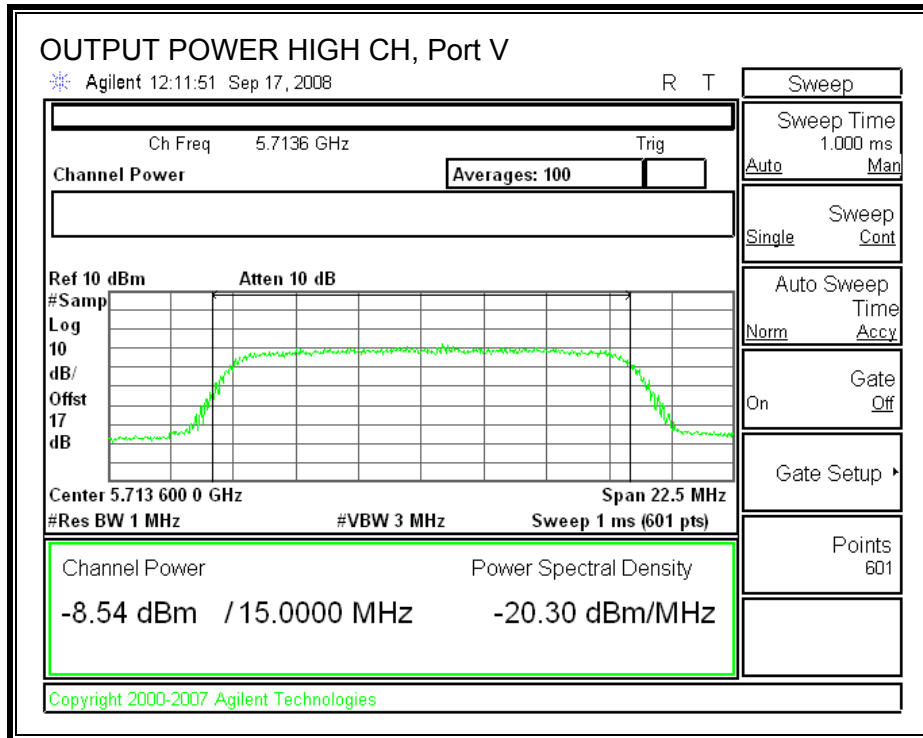 OUTPUT POWER HIGH CH, Port V
Agilent 12:11:51 Sep 17, 2008 R T
Sweep
Ch Freq 5.7136 GHz Trig
Channel Power Averages: 100
Sweep Time
1.000 ms
Auto Man
Sweep
Single Cont
Ref 10 dBm Atten 10 dB
#Samp
Log
10
dB/
Offst
17
dB
Auto Sweep
Time
Norm Accy
Gate
On Off
Center 5.713 600 0 GHz Span 22.5 MHz
#Res BW 1 MHz #VBW 3 MHz Sweep 1 ms (601 pts)
Gate Setup
Channel Power Power Spectral Density
-8.54 dBm / 15.0000 MHz -20.30 dBm/MHz
Points
601
Copyright 2000-2007 Agilent Technologies